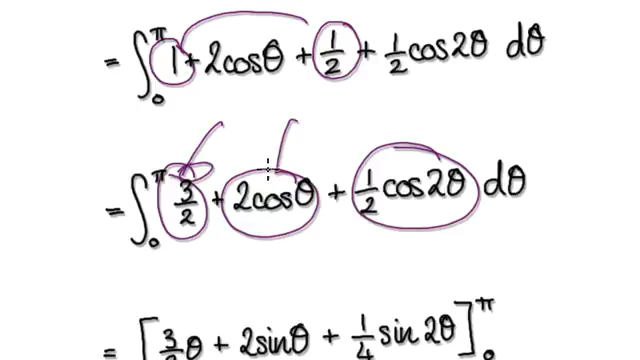 = ∫₀^π 1 + 2cosθ + 1/2 + 1/2 cos2θ dθ
= ∫₀^π 3/2 + 2cosθ + 1/2 cos2θ dθ
= [3/2 θ + 2sinθ + 1/4 sin2θ]₀^π